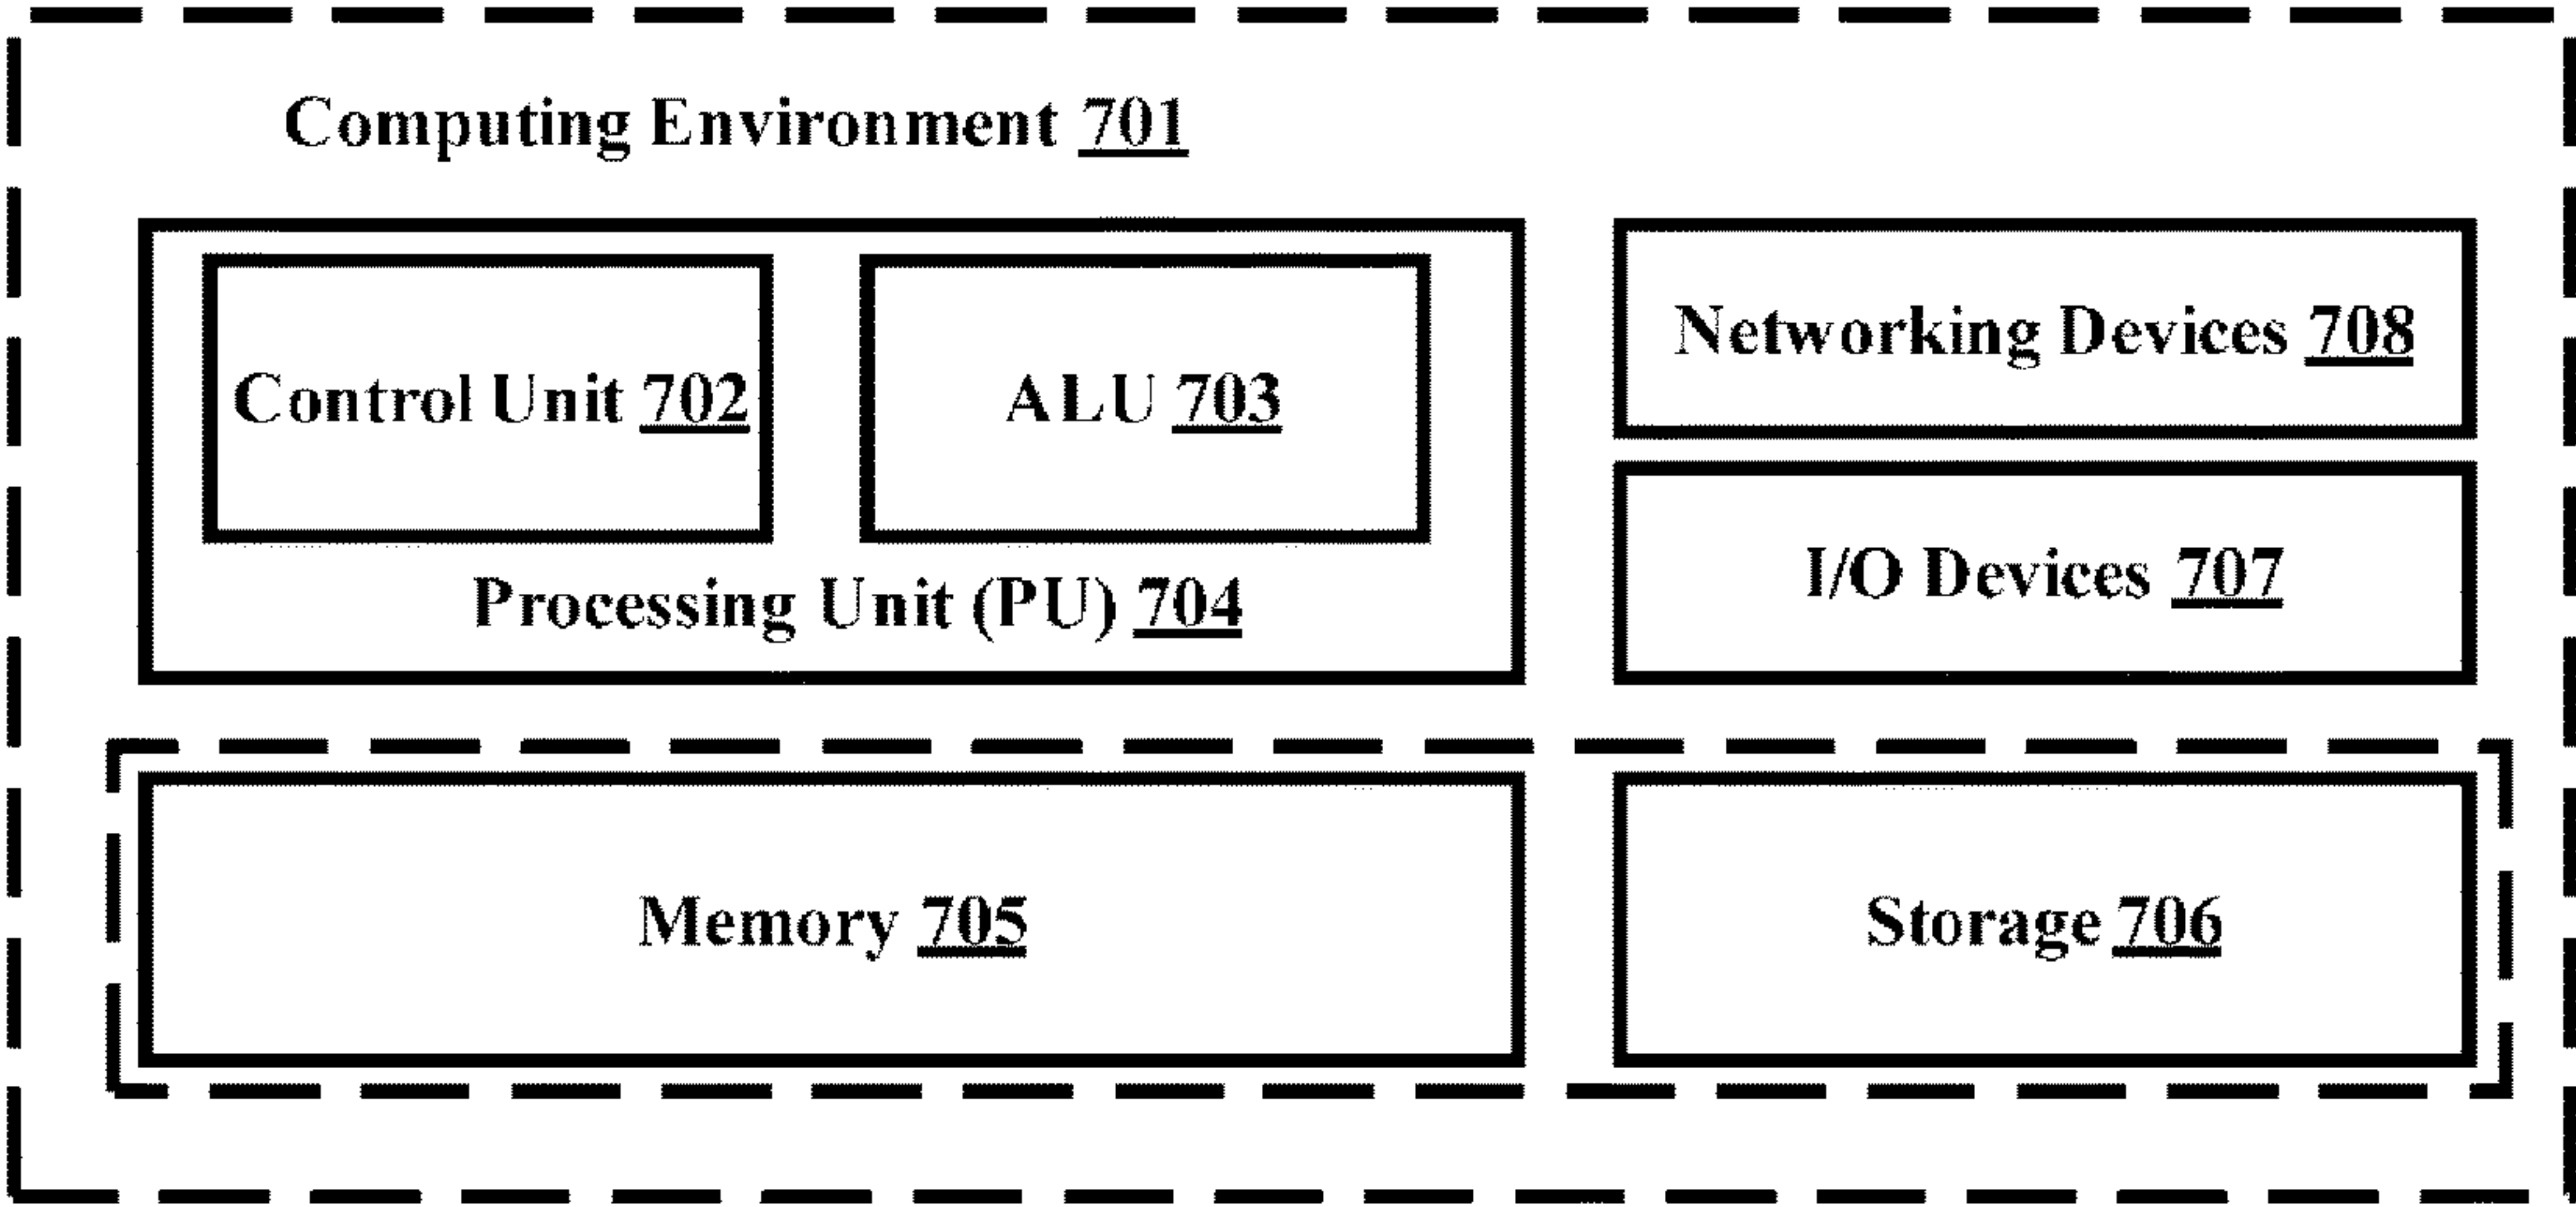 Computing Environment 701
Control Unit 702
ALU 703
Processing Unit (PU) 704
Networking Devices 708
I/O Devices 707
Memory 705
Storage 706